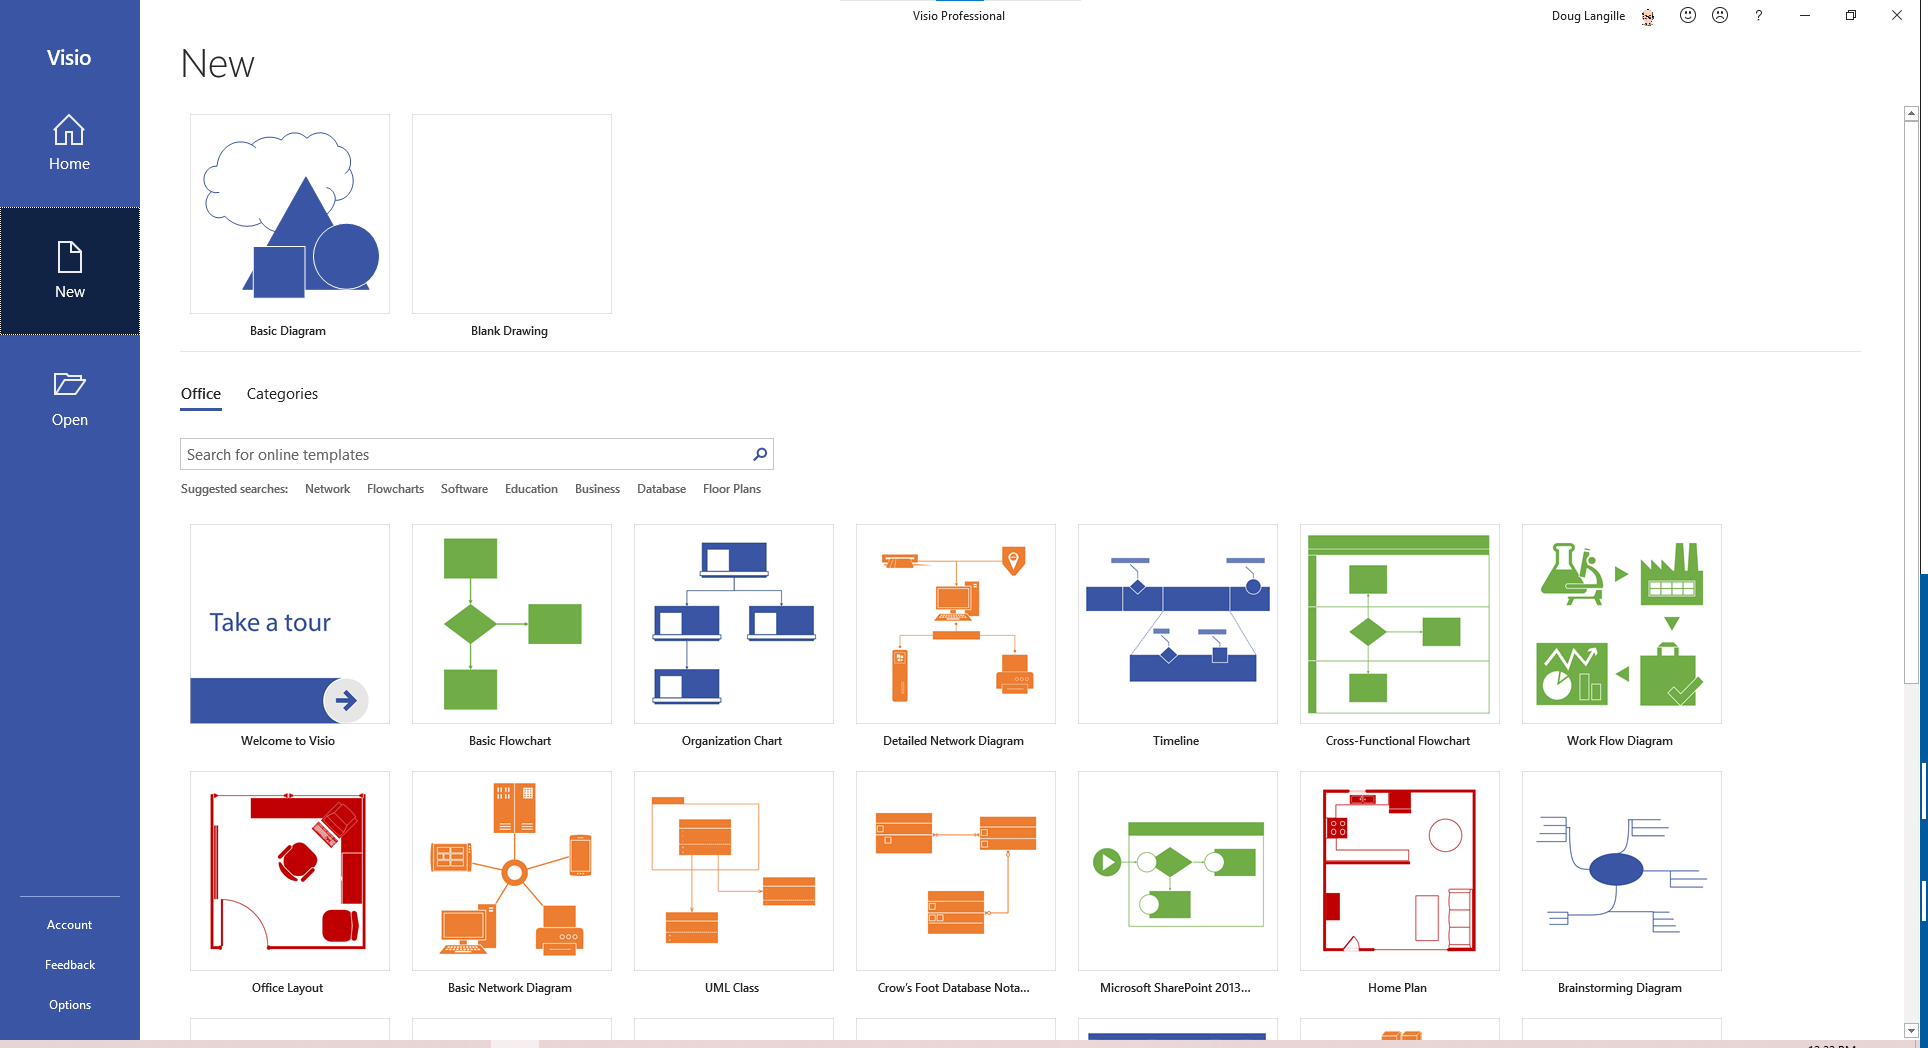 Visio Professional
Doug Langille
?
Visio
Home
New
Open
Account
Feedback
Options
New
Basic Diagram
Blank Drawing
Office Categories
Search for online templates
Suggested searches: Network Flowcharts Software Education Business Database Floor Plans
Take a tour
Welcome to Visio
Basic Flowchart
Organization Chart
Detailed Network Diagram
Timeline
Cross-Functional Flowchart
Work Flow Diagram
Office Layout
Basic Network Diagram
UML Class
Crow's Foot Database Nota...
Microsoft SharePoint 2013...
Home Plan
Brainstorming Diagram